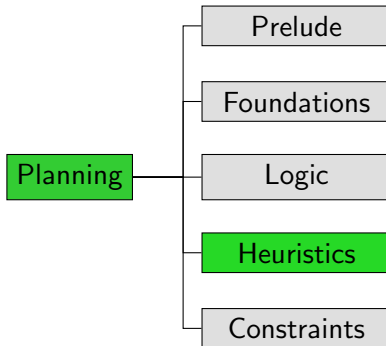 Prelude
Foundations
Planning
Logic
Heuristics
Constraints